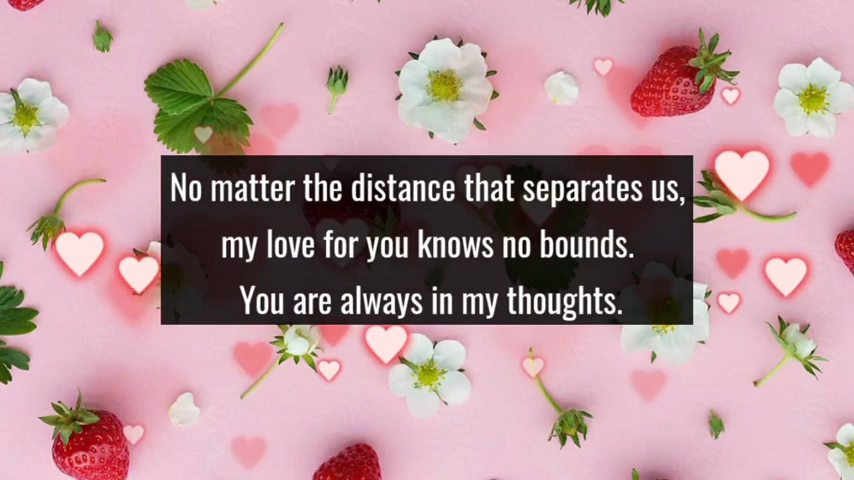 No matter the distance that separates us,
my love for you knows no bounds.
You are always in my thoughts.